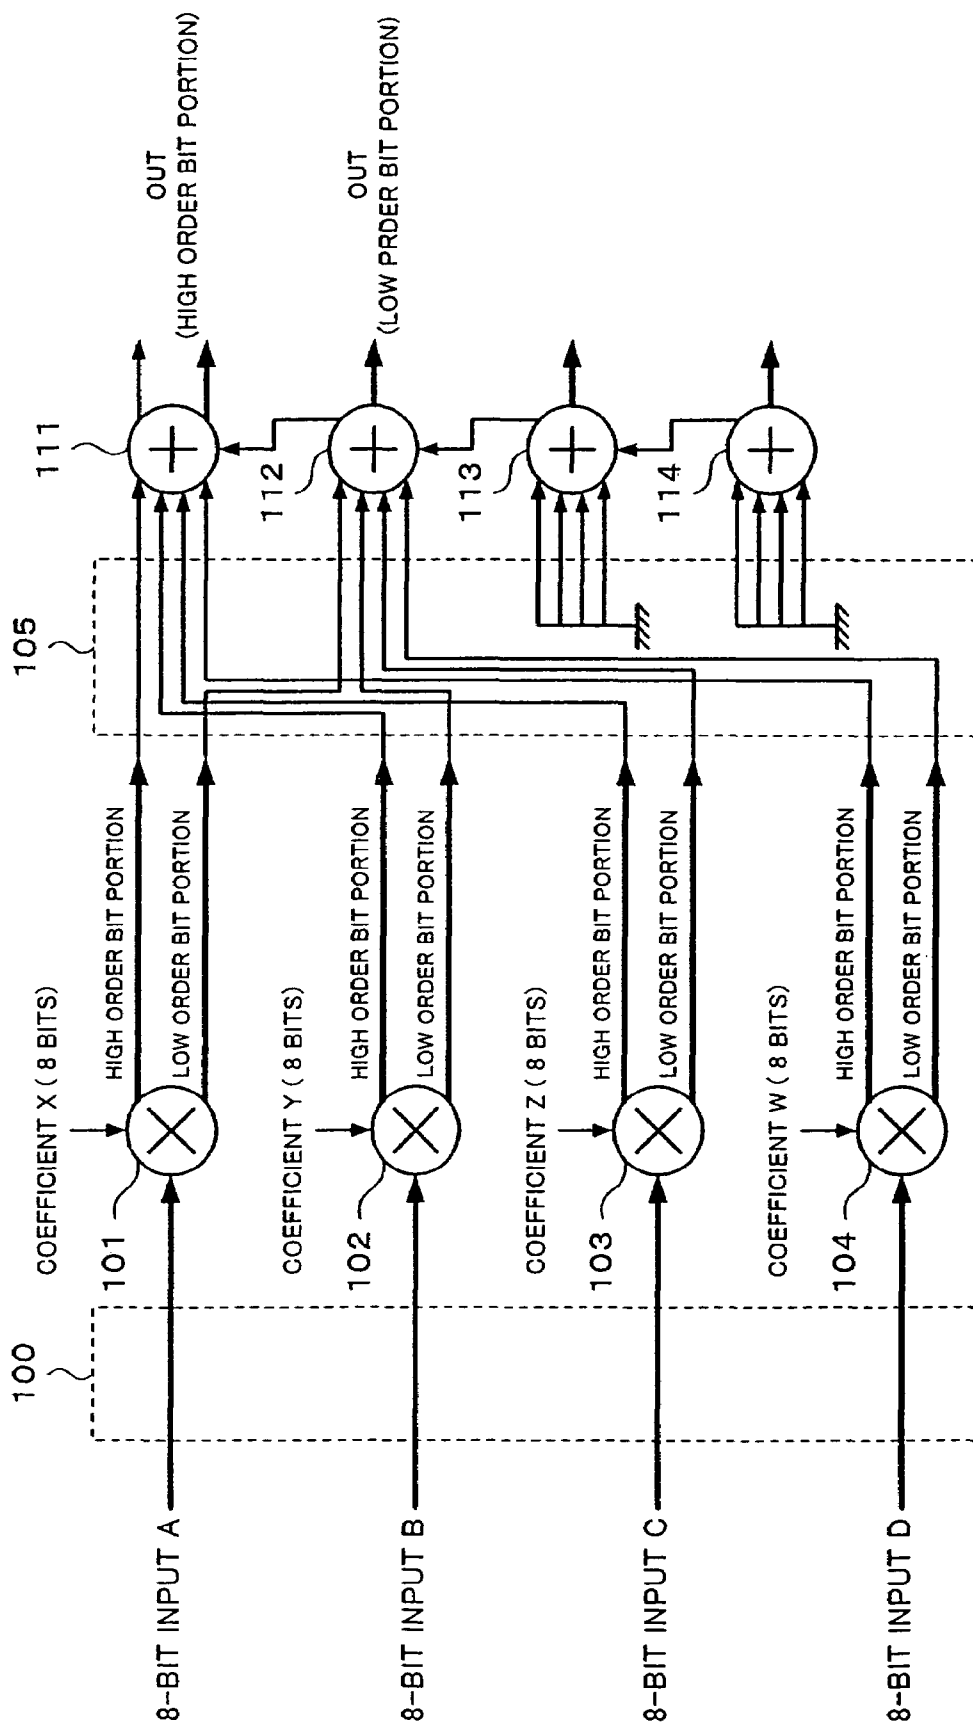 100
105
111
OUT
(HIGH ORDER BIT PORTION)
8-BIT INPUT A
101
COEFFICIENT X ( 8 BITS)
HIGH ORDER BIT PORTION
LOW ORDER BIT PORTION
112
OUT
(LOW PRDER BIT PORTION)
8-BIT INPUT B
102
COEFFICIENT Y ( 8 BITS)
HIGH ORDER BIT PORTION
LOW ORDER BIT PORTION
113
8-BIT INPUT C
103
COEFFICIENT Z ( 8 BITS)
HIGH ORDER BIT PORTION
LOW ORDER BIT PORTION
114
8-BIT INPUT D
104
COEFFICIENT W ( 8 BITS)
HIGH ORDER BIT PORTION
LOW ORDER BIT PORTION